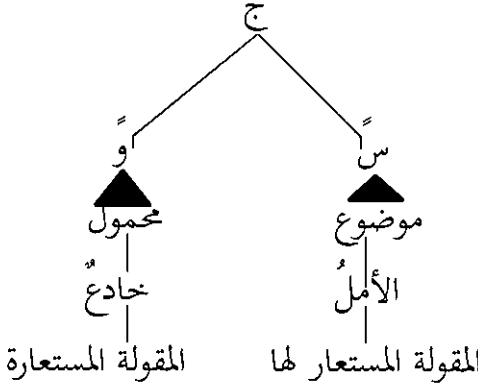 ج
سً وً
موضوع محمول
الأملُ خادعٌ
المقولة المستعار لها المقولة المستعارة